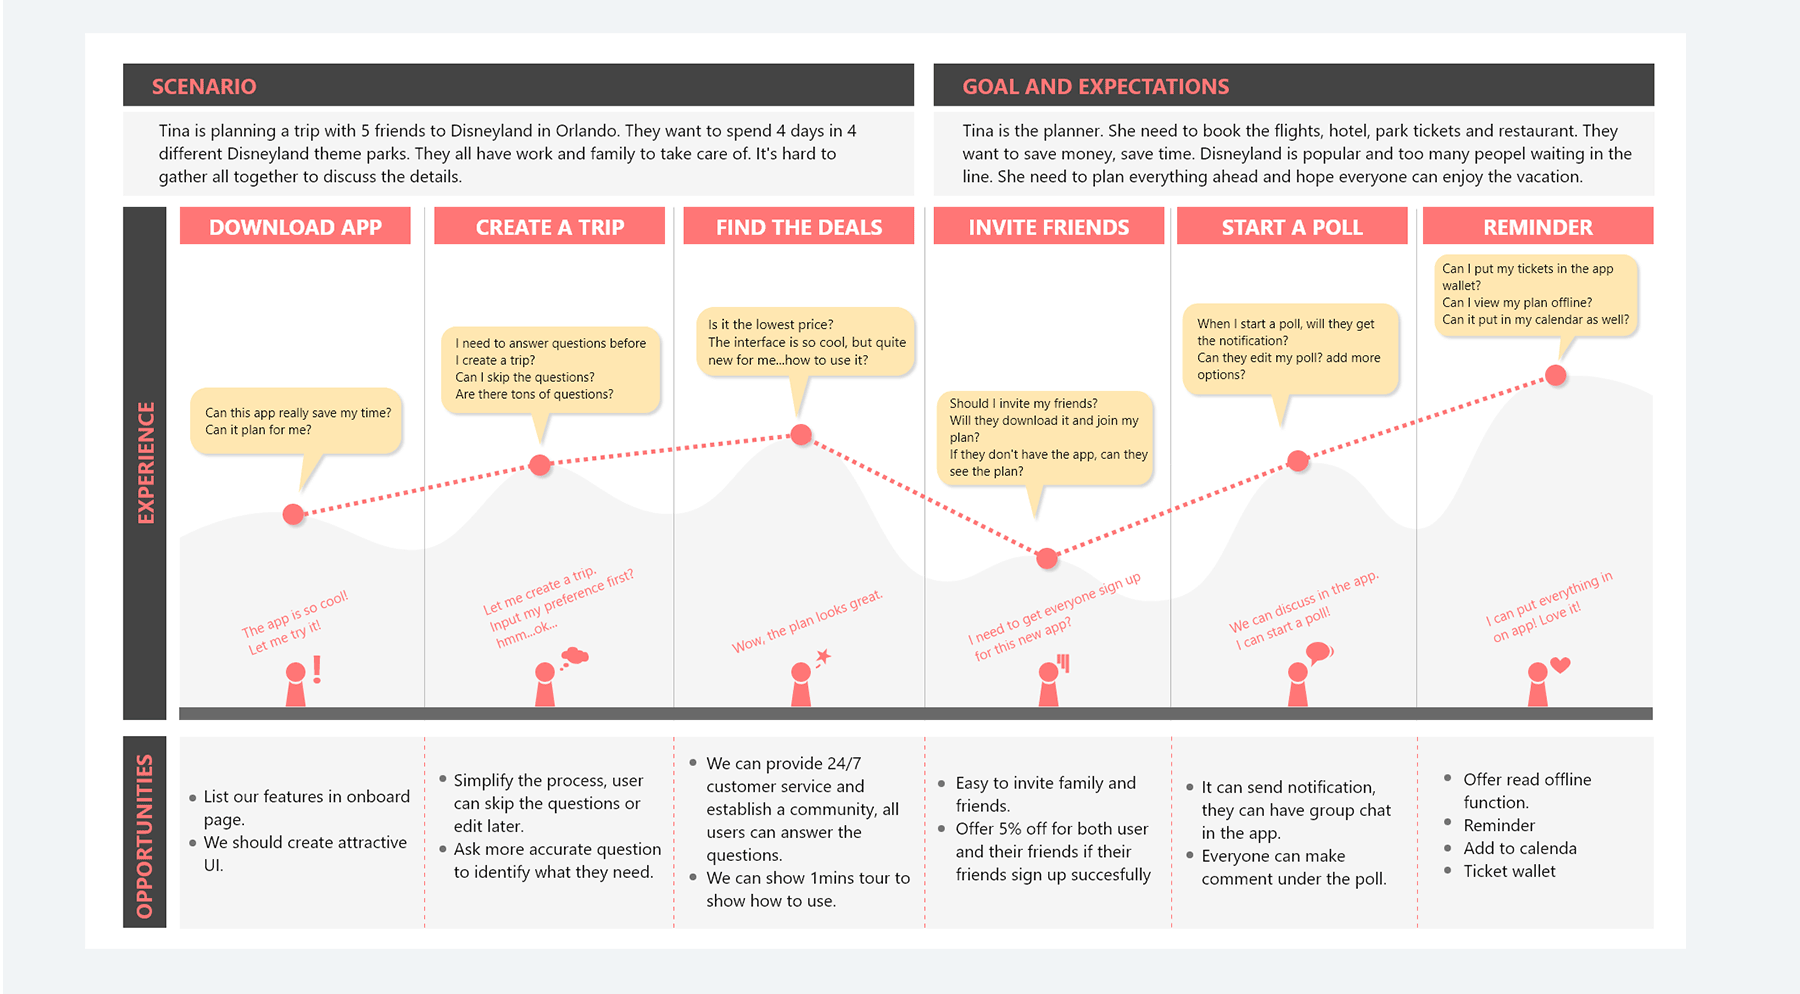 SCENARIO
Tina is planning a trip with 5 friends to Disneyland in Orlando. They want to spend 4 days in 4
different Disneyland theme parks. They all have work and family to take care of. It's hard to
gather all together to discuss the details.
GOAL AND EXPECTATIONS
Tina is the planner. She need to book the flights, hotel, park tickets and restaurant. They
want to save money, save time. Disneyland is popular and too many peopel waiting in the
line. She need to plan everything ahead and hope everyone can enjoy the vacation.
EXPERIENCE
DOWNLOAD APP
Can this app really save my time?
Can it plan for me?
The app is so cool!
Let me try it!
CREATE A TRIP
I need to answer questions before
I create a trip?
Can I skip the questions?
Are there tons of questions?
Let me create a trip.
Input my preference first?
hmm...ok...
FIND THE DEALS
Is it the lowest price?
The interface is so cool, but quite
new for me...how to use it?
Wow, the plan looks great.
INVITE FRIENDS
Should I invite my friends?
Will they download it and join my
plan?
If they don't have the app, can they
see the plan?
I need to get everyone sign up
for this new app?
START A POLL
When I start a poll, will they get
the notification?
Can they edit my poll? add more
options?
We can discuss in the app.
I can start a poll!
REMINDER
Can I put my tickets in the app
wallet?
Can I view my plan offline?
Can it put in my calendar as well?
I can put everything in
on app! Love it!
OPPORTUNITIES
• List our features in onboard
page.
• We should create attractive
UI.
• Simplify the process, user
can skip the questions or
edit later.
• Ask more accurate question
to identify what they need.
• We can provide 24/7
customer service and
establish a community, all
users can answer the
questions.
• We can show 1mins tour to
show how to use.
• Easy to invite family and
friends.
• Offer 5% off for both user
and their friends if their
friends sign up succesfully
• It can send notification,
they can have group chat
in the app.
• Everyone can make
comment under the poll.
• Offer read offline
function.
• Reminder
• Add to calenda
• Ticket wallet